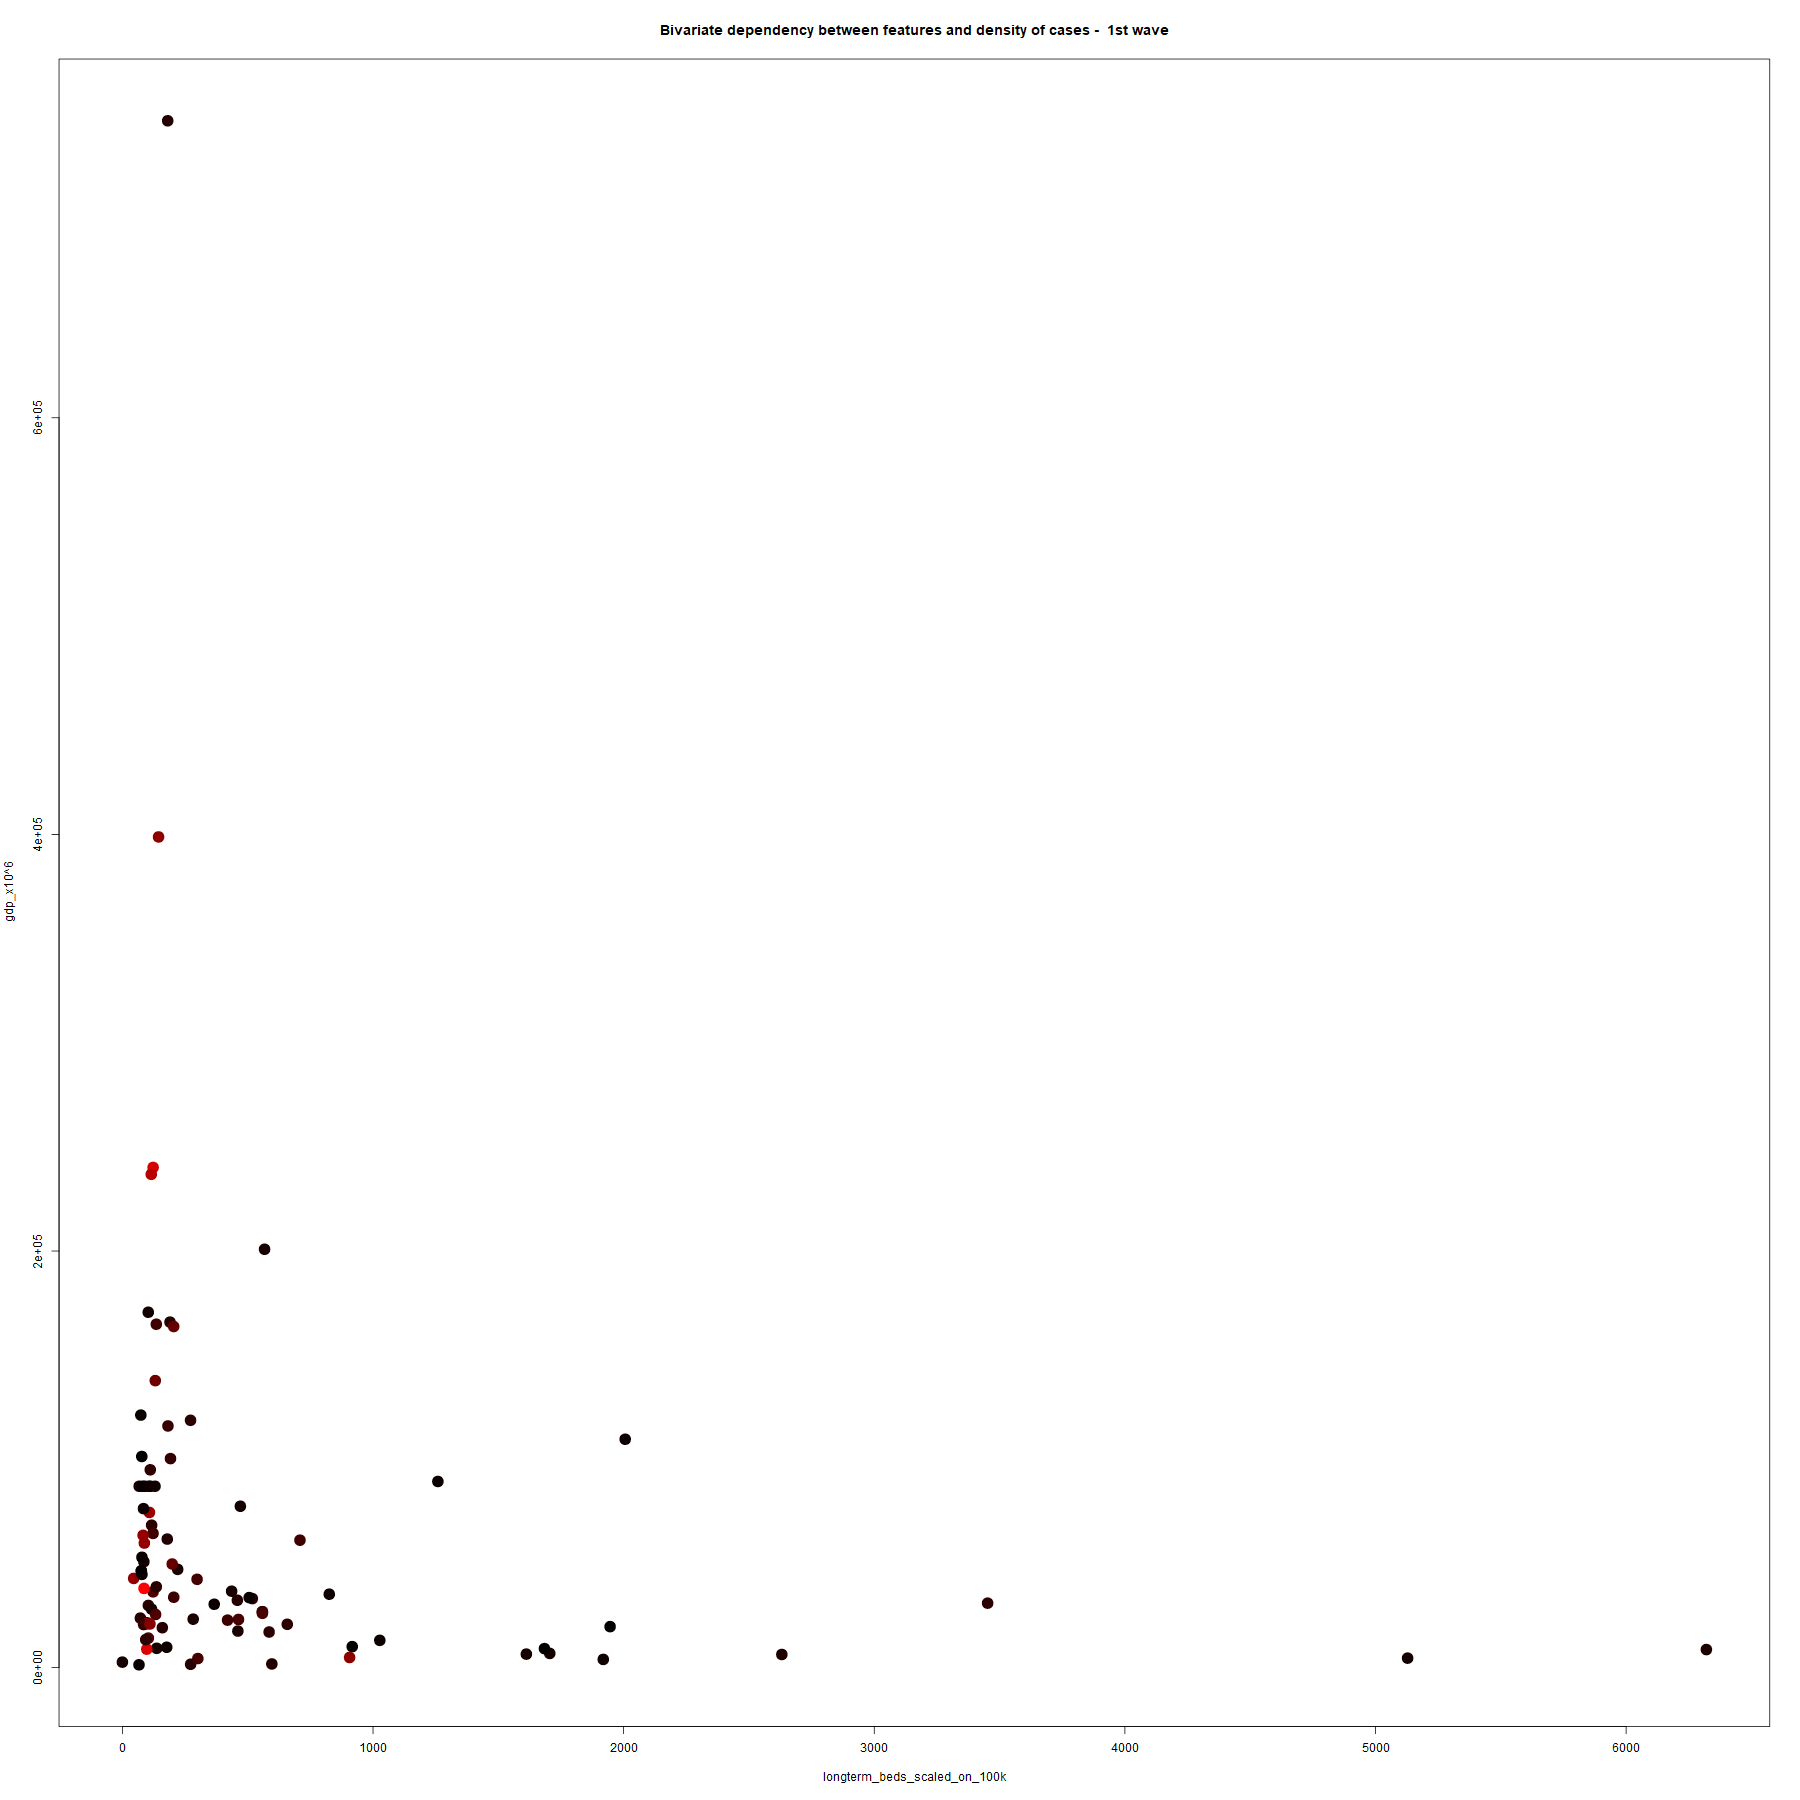 Bivariate dependency between features and density of cases -  1st wave
6e+05
4e+05
2e+05
0e+00
gdp_x10^6
0 1000 2000 3000 4000 5000 6000
longterm_beds_scaled_on_100k